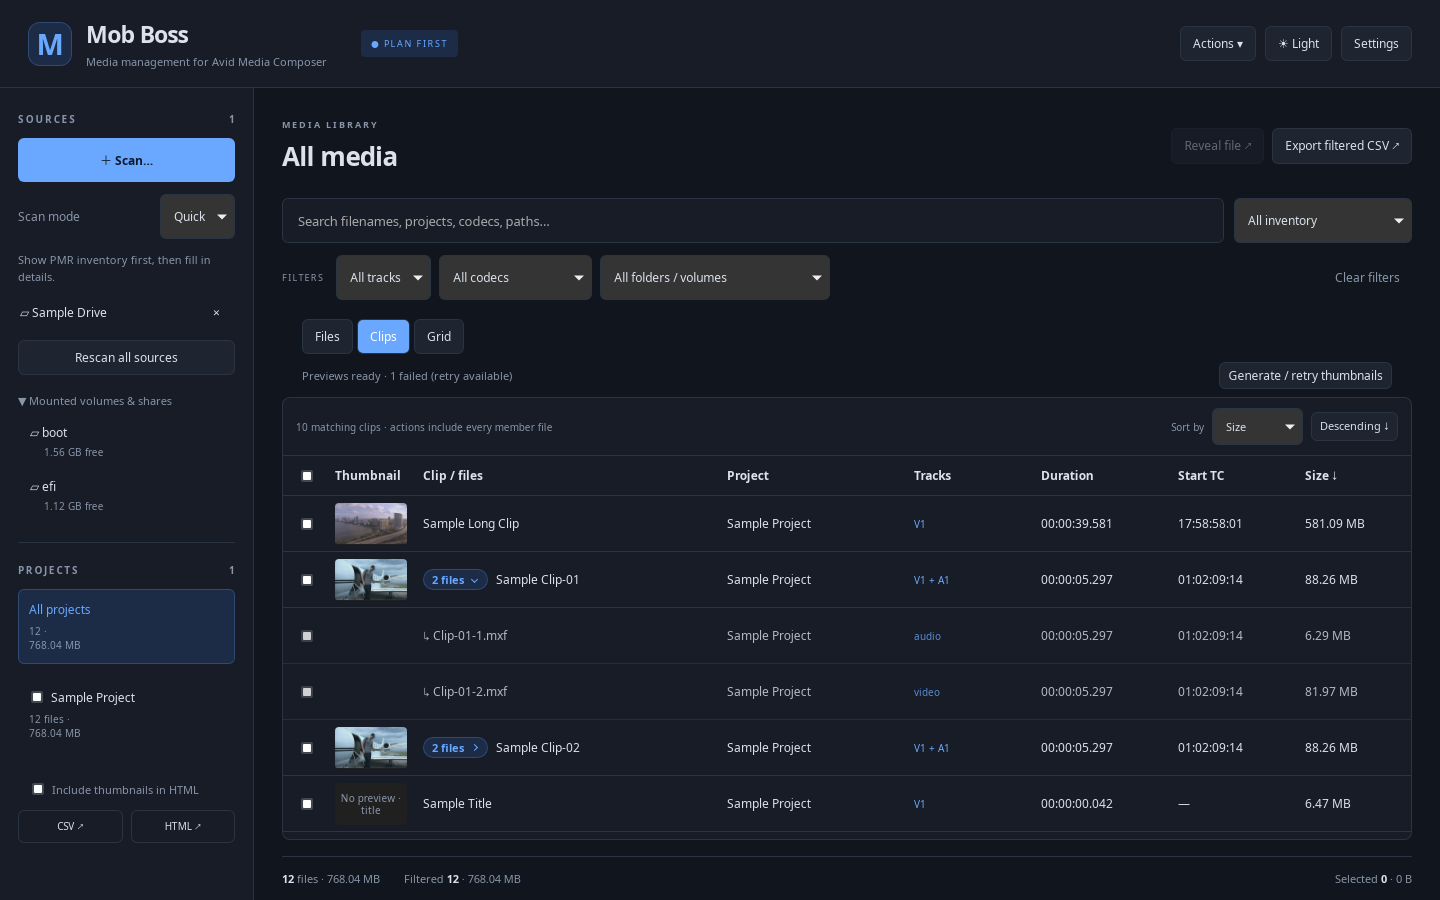 M
Mob Boss
Media management for Avid Media Composer
● PLAN FIRST
Actions ▾
☀ Light
Settings
SOURCES 1
+ Scan...
Scan mode Quick
Show PMR inventory first, then fill in
details.
▱ Sample Drive ×
Rescan all sources
▼ Mounted volumes & shares
▱ boot
1.56 GB free
▱ efi
1.12 GB free
PROJECTS 1
All projects
12 ·
768.04 MB
Sample Project
12 files ·
768.04 MB
Include thumbnails in HTML
CSV ↗ HTML ↗
MEDIA LIBRARY
All media
Reveal file ↗ Export filtered CSV ↗
Search filenames, projects, codecs, paths... All inventory
FILTERS All tracks All codecs All folders / volumes Clear filters
Files Clips Grid
Previews ready · 1 failed (retry available) Generate / retry thumbnails
10 matching clips · actions include every member file Sort by Size Descending ↓
Thumbnail Clip / files Project Tracks Duration Start TC Size ↓
Sample Long Clip Sample Project V1 00:00:39.581 17:58:58:01 581.09 MB
2 files Sample Clip-01 Sample Project V1 + A1 00:00:05.297 01:02:09:14 88.26 MB
↳ Clip-01-1.mxf Sample Project audio 00:00:05.297 01:02:09:14 6.29 MB
↳ Clip-01-2.mxf Sample Project video 00:00:05.297 01:02:09:14 81.97 MB
2 files Sample Clip-02 Sample Project V1 + A1 00:00:05.297 01:02:09:14 88.26 MB
No preview ·
title
Sample Title Sample Project V1 00:00:00.042 — 6.47 MB
12 files · 768.04 MB Filtered 12 · 768.04 MB Selected 0 · 0 B